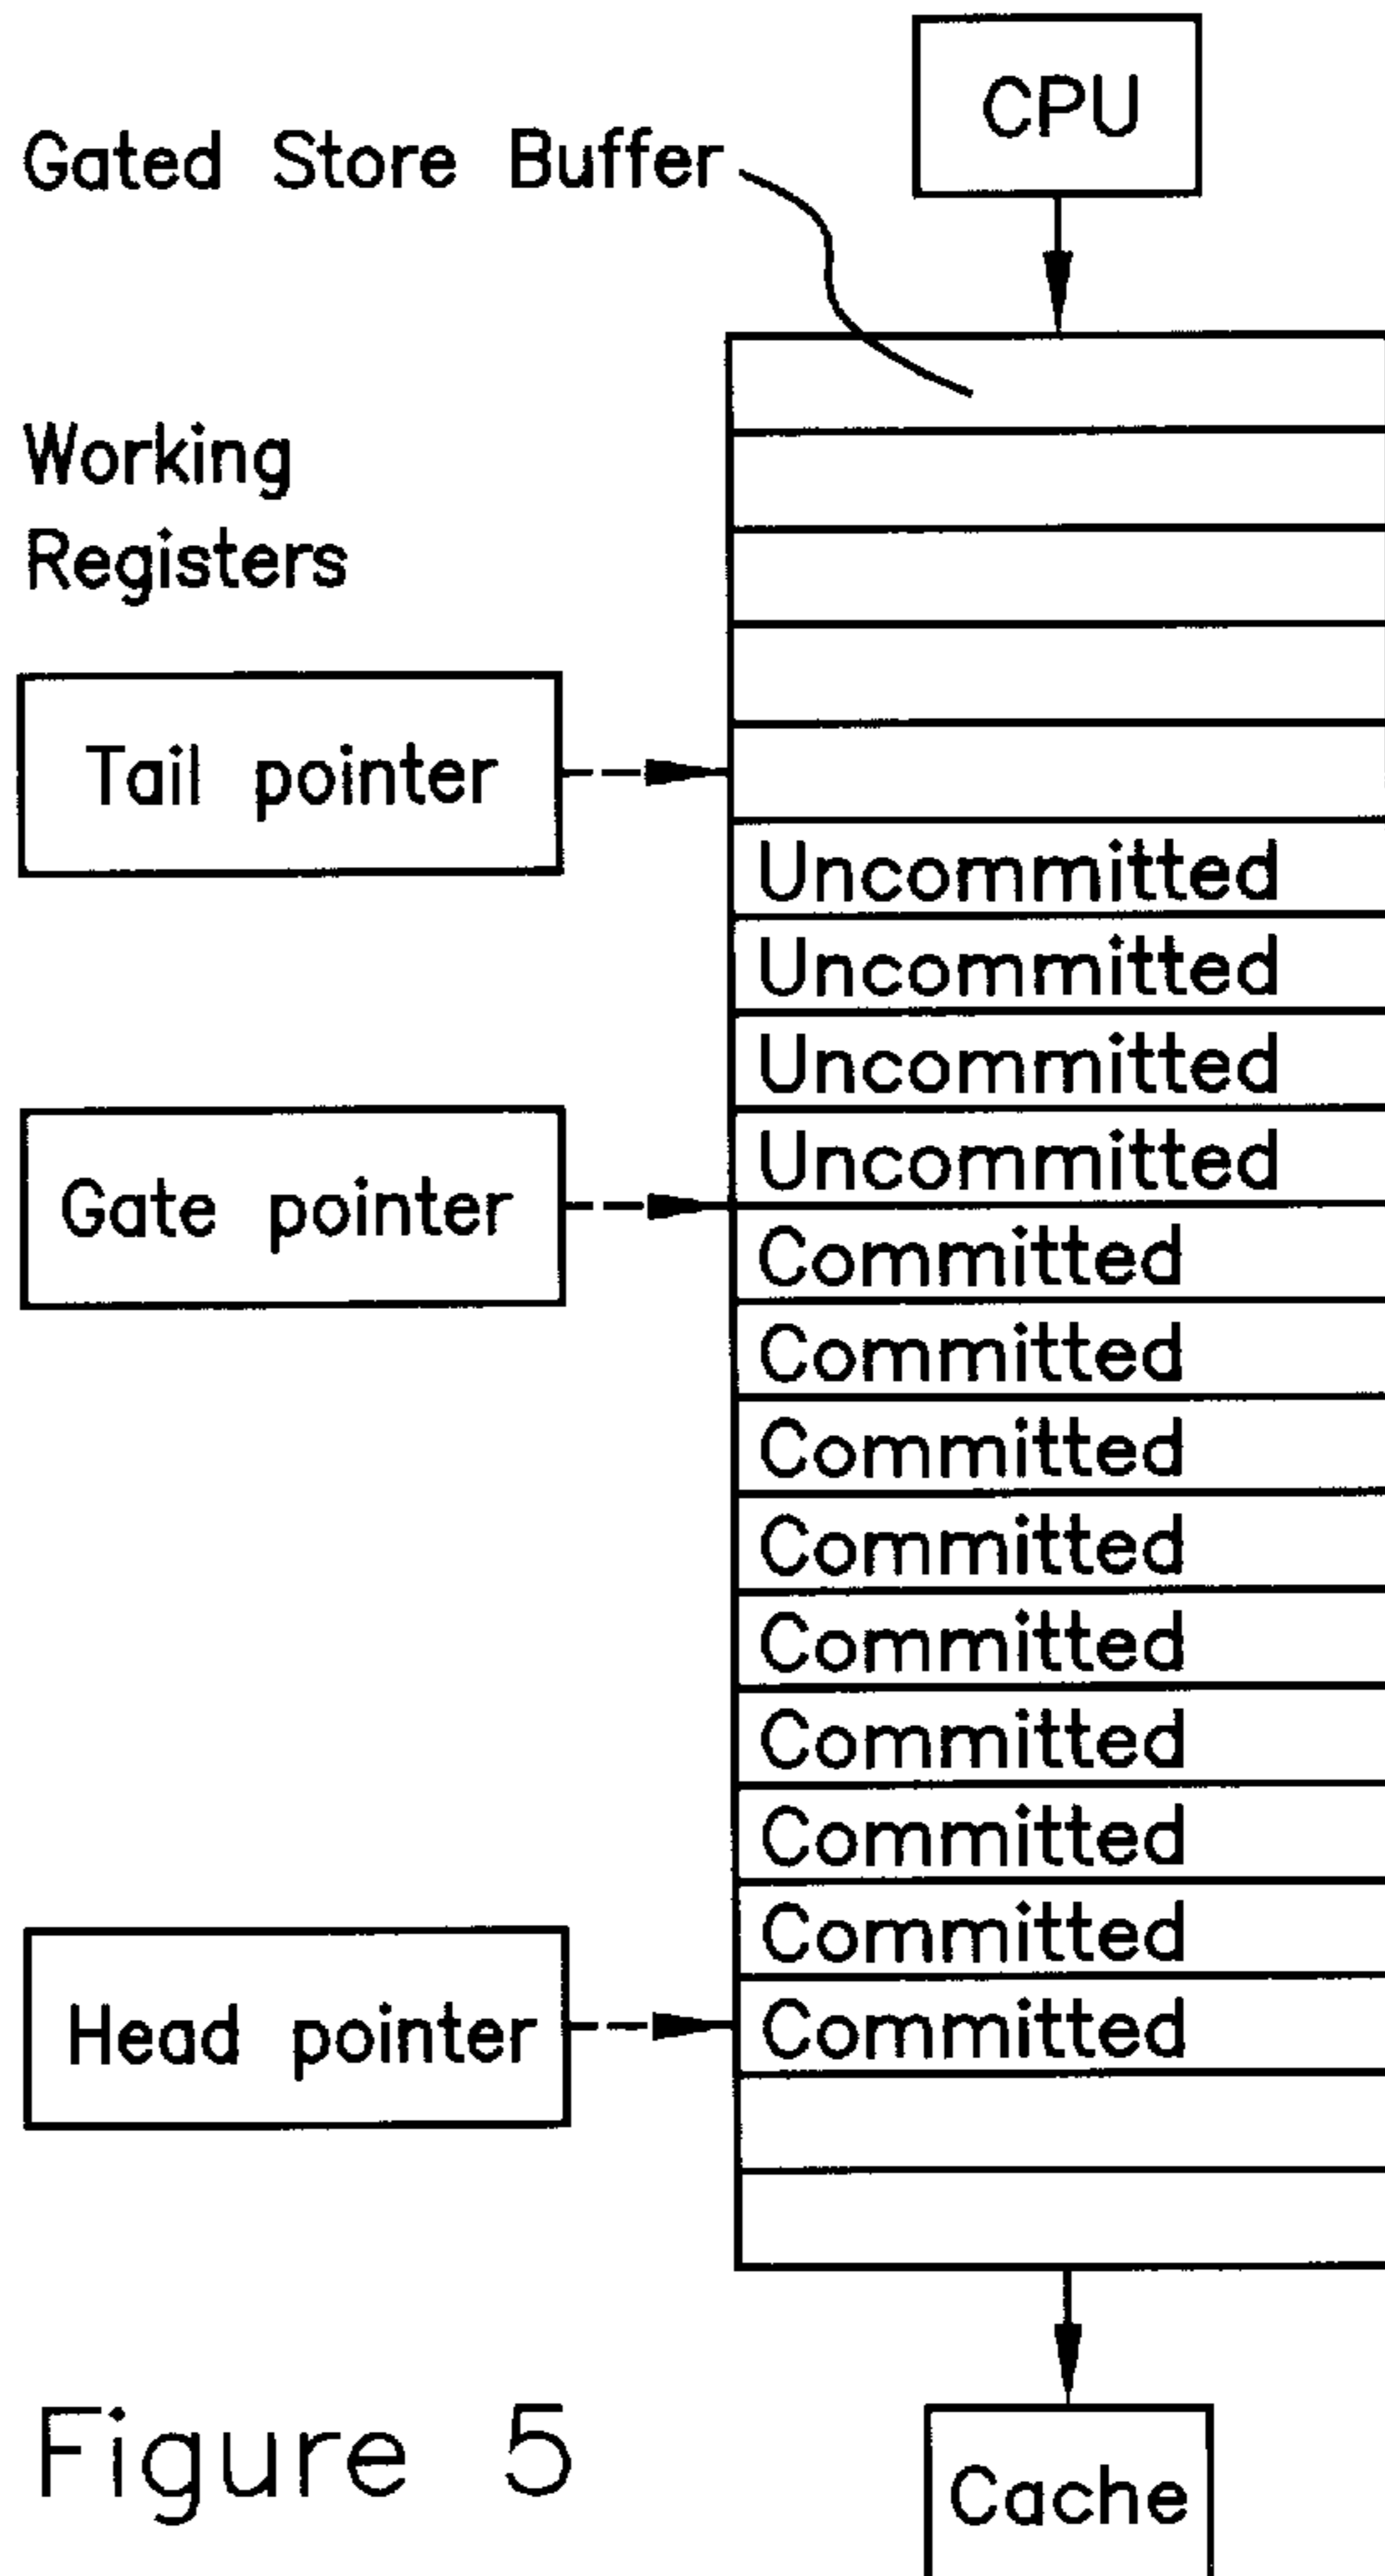 CPU
Gated Store Buffer
Working
Registers
Tail pointer
Uncommitted
Uncommitted
Uncommitted
Uncommitted
Gate pointer
Committed
Committed
Committed
Committed
Committed
Committed
Committed
Committed
Committed
Head pointer
Figure 5
Cache